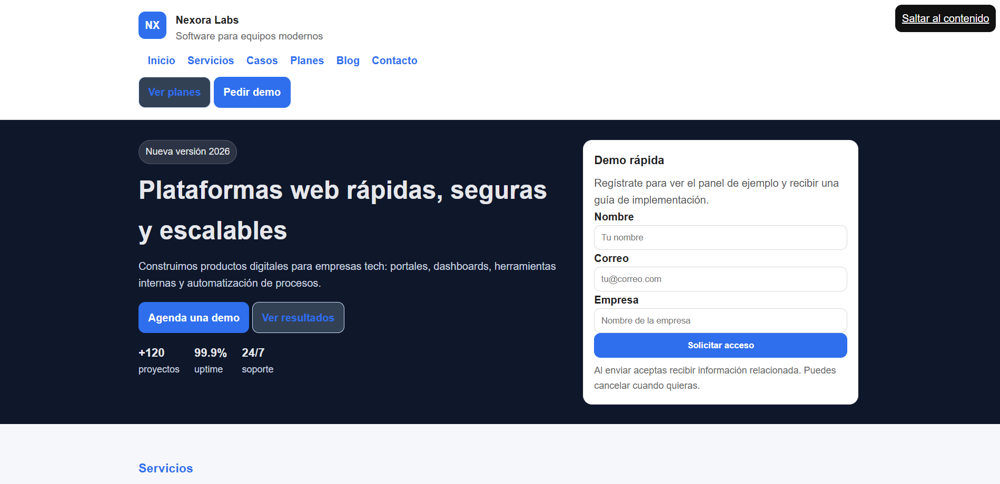 Saltar al contenido
NX
Nexora Labs
Software para equipos modernos
Inicio Servicios Casos Planes Blog Contacto
Ver planes Pedir demo
Nueva versión 2026
Plataformas web rápidas, seguras
y escalables
Construimos productos digitales para empresas tech: portales, dashboards, herramientas
internas y automatización de procesos.
Agenda una demo Ver resultados
+120 99.9% 24/7
proyectos uptime soporte
Demo rápida
Regístrate para ver el panel de ejemplo y recibir una
guía de implementación.
Nombre
Tu nombre
Correo
tu@correo.com
Empresa
Nombre de la empresa
Solicitar acceso
Al enviar aceptas recibir información relacionada. Puedes
cancelar cuando quieras.
Servicios